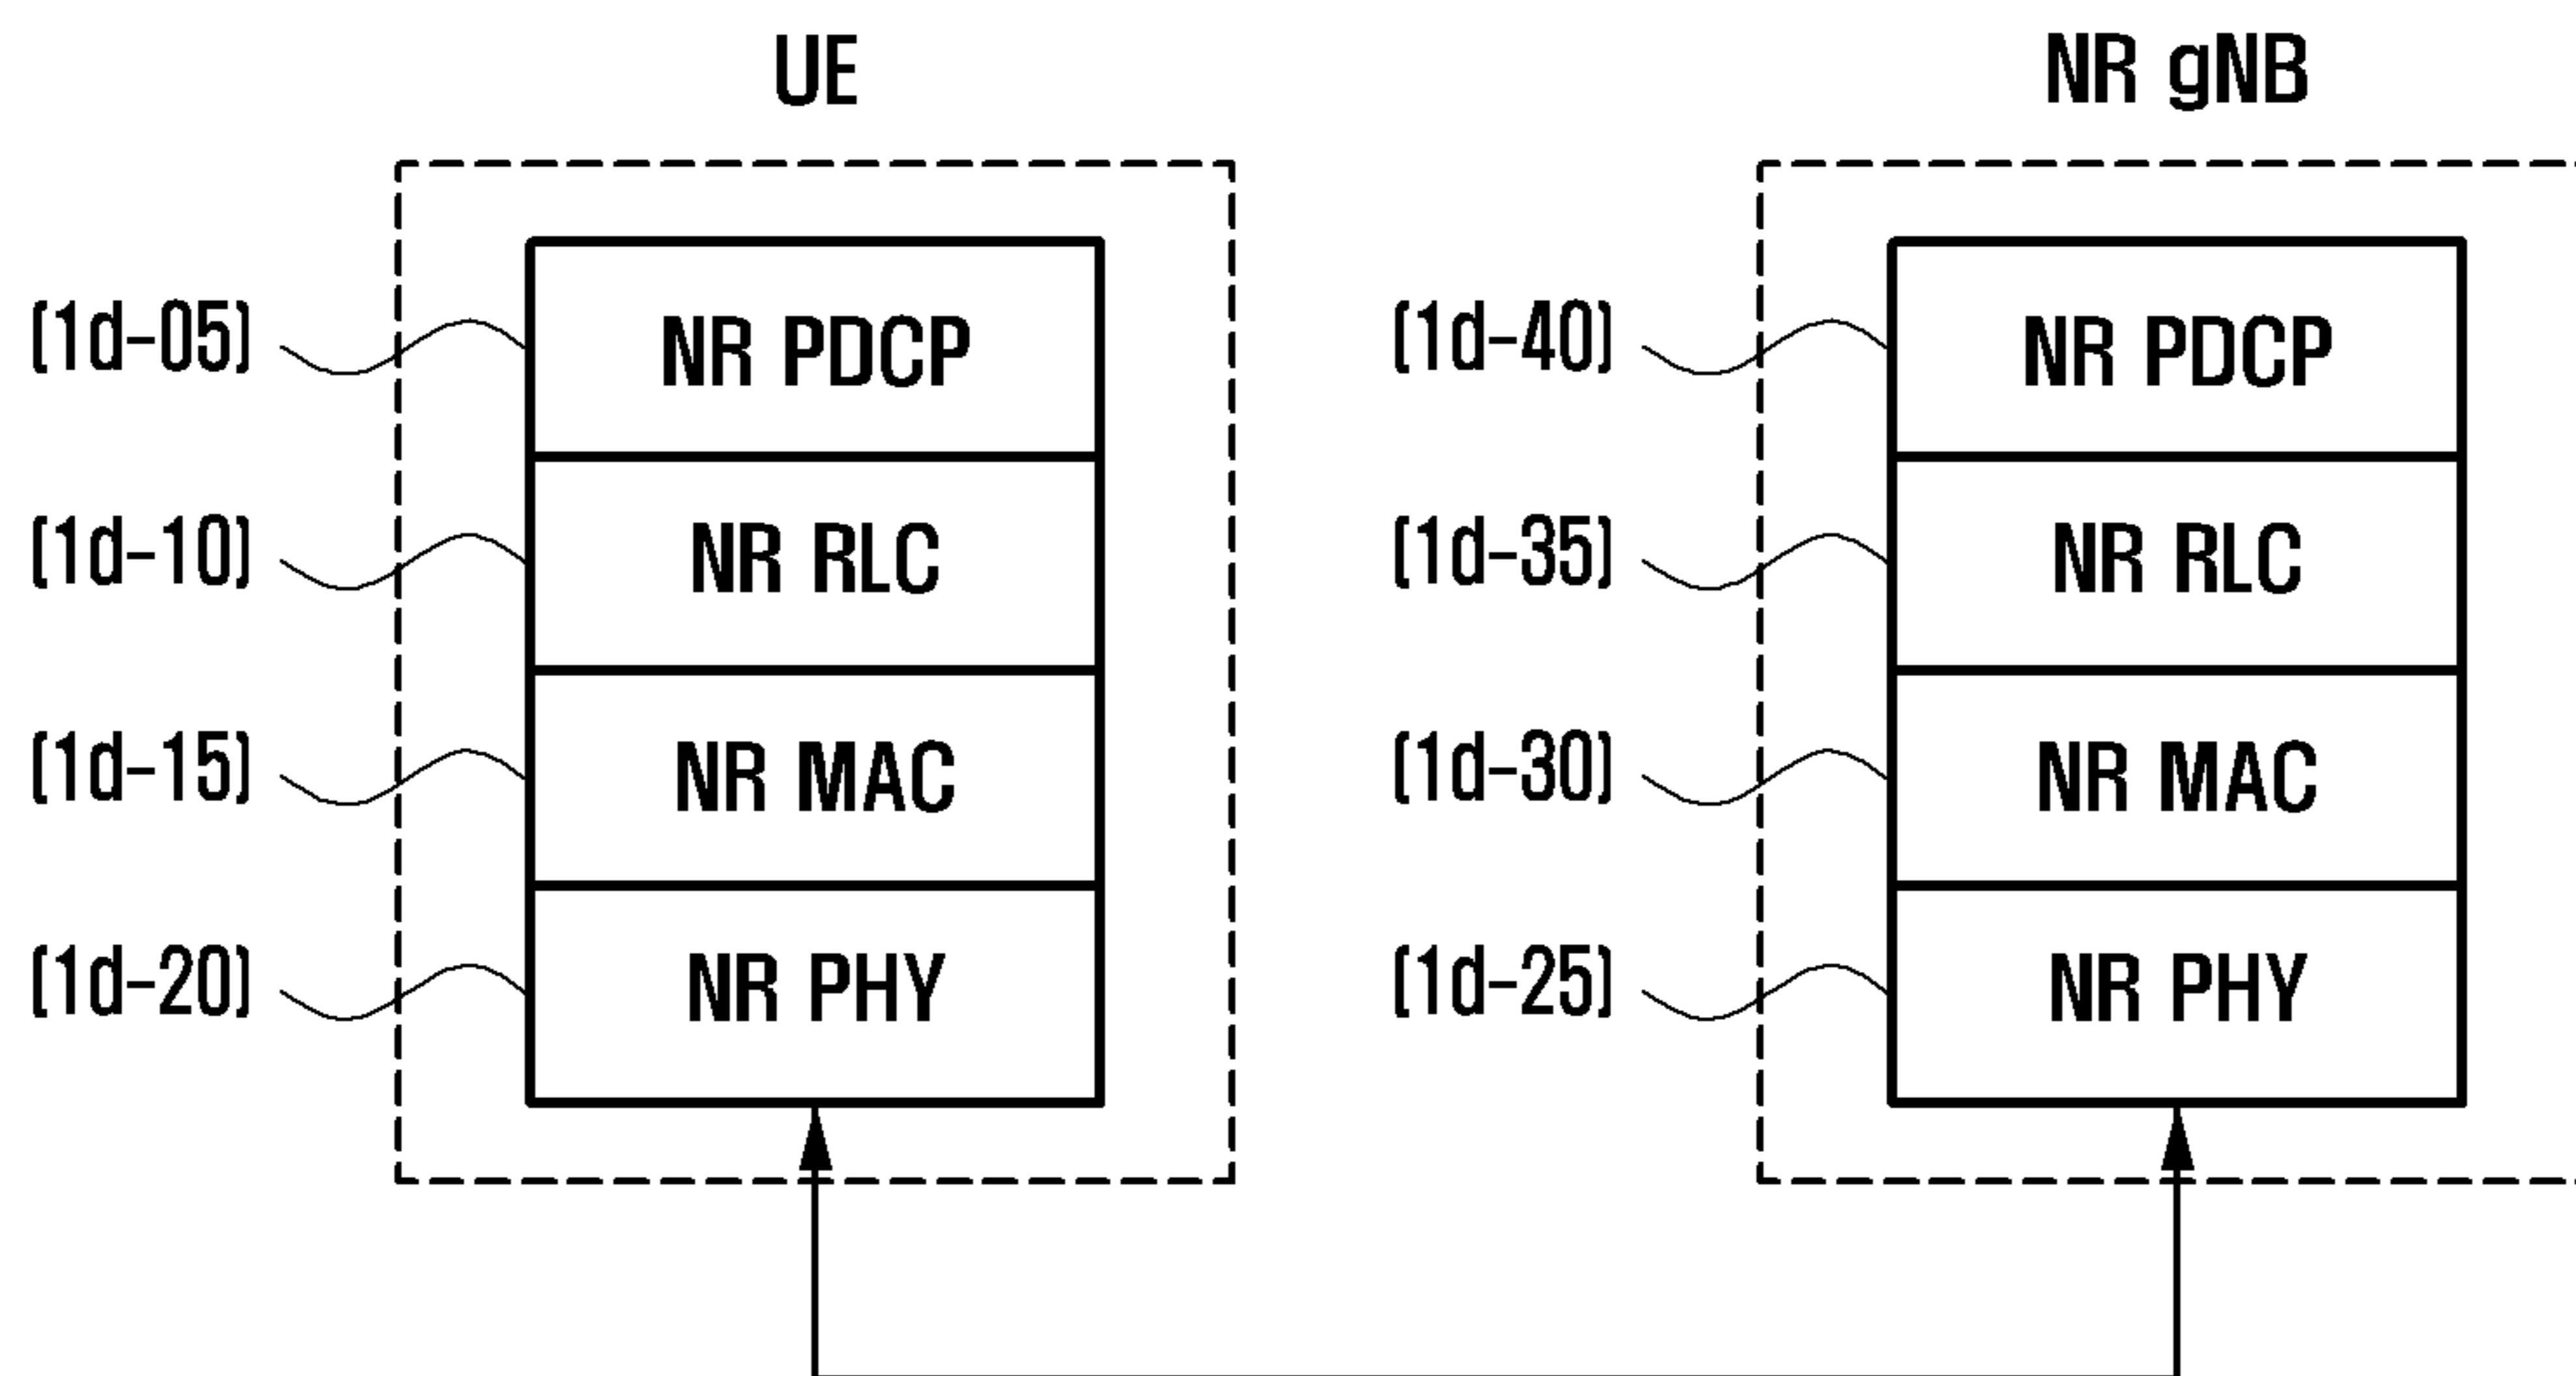 UE
NR gNB
[1d-05]
NR PDCP
[1d-40]
NR PDCP
[1d-10]
NR RLC
[1d-35]
NR RLC
[1d-15]
NR MAC
[1d-30]
NR MAC
[1d-20]
NR PHY
[1d-25]
NR PHY